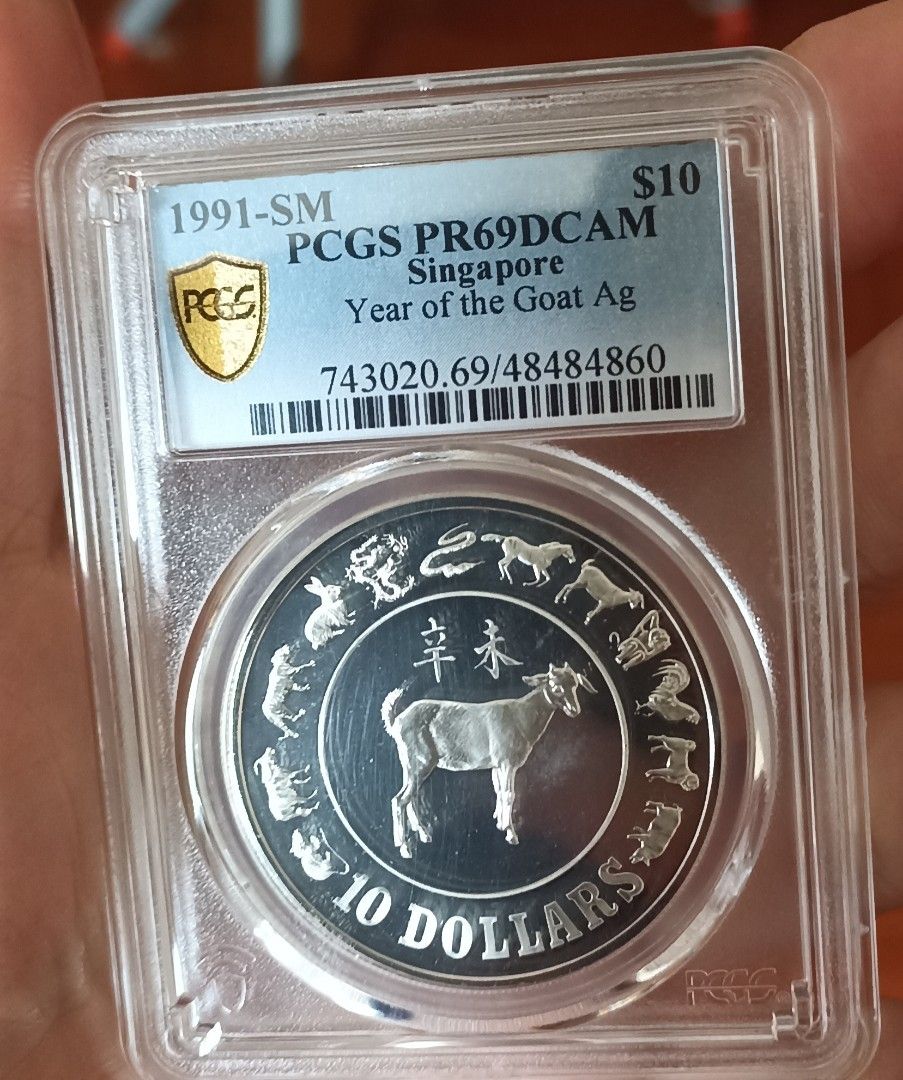 1991-SM
$10
PCGS PR69DCAM
Singapore
Year of the Goat Ag
PCGS
743020.69/48484860
辛未
10 DOLLARS
PCGS